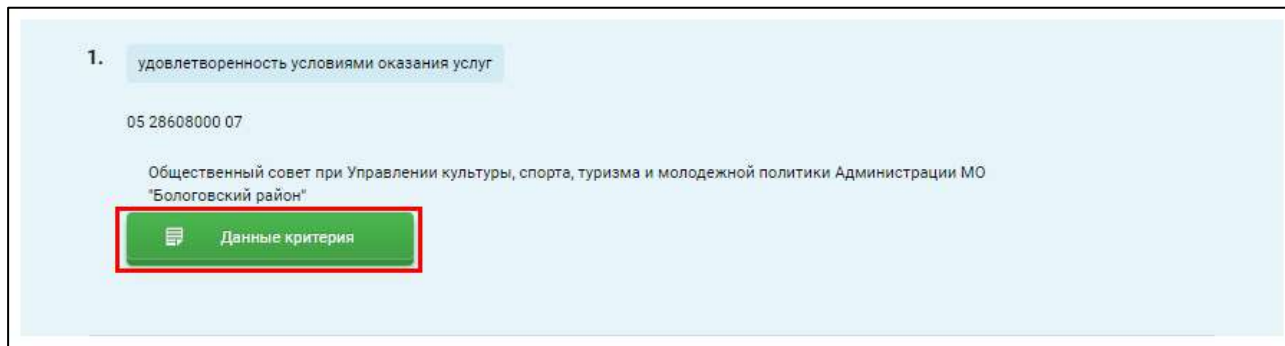 1.
удовлетворенность условиями оказания услуг
05 28608000 07
Общественный совет при Управлении культуры, спорта, туризма и молодежной политики Администрации МО
"Бологовский район"
Данные критерия